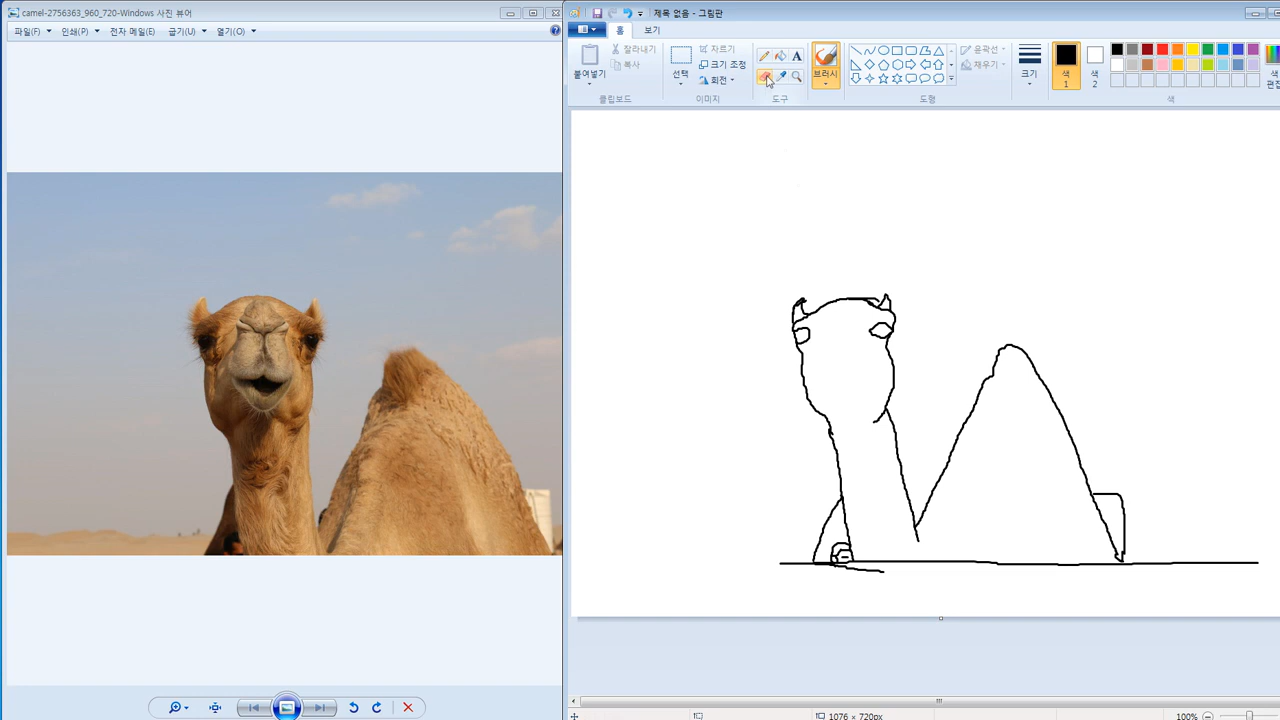 camel-2756363_960_720-Windows 사진 뷰어
파일(F) 인쇄(P) 전자 메일(E) 굽기(U) 열기(O)
제목 없음 - 그림판
홈 보기
붙여넣기
잘라내기
복사
클립보드
선택
자르기
크기 조정
회전
이미지
A
도구
브러시
윤곽선
채우기
도형
크기
색
1
색
2
색
편집
색
1076 × 720px
100%